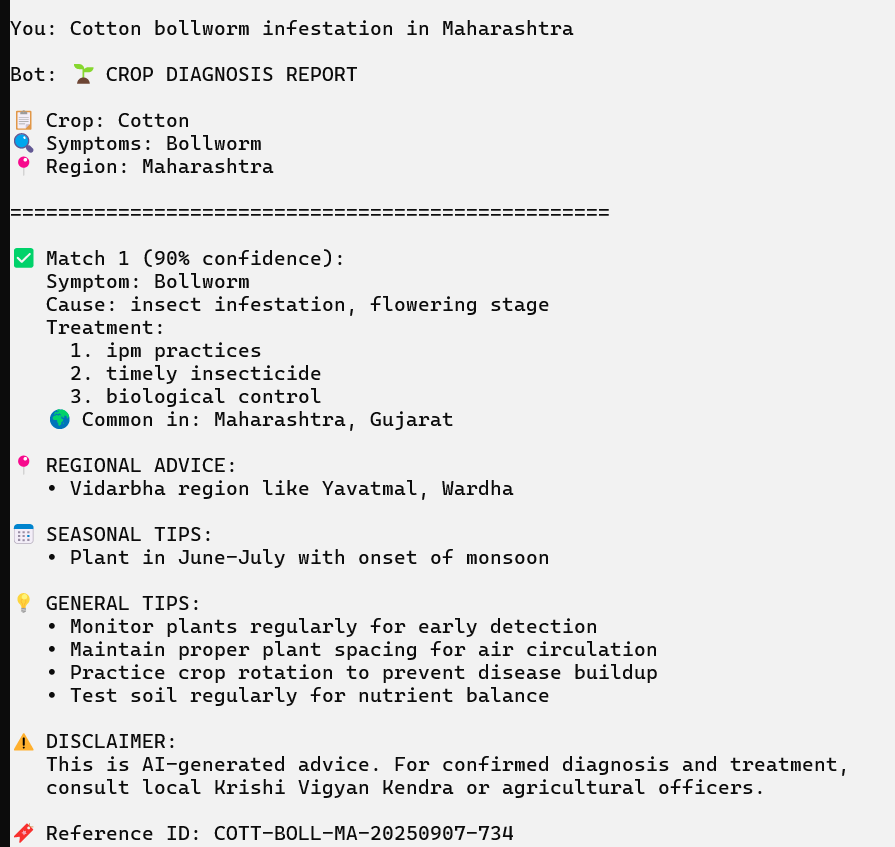 You: Cotton bollworm infestation in Maharashtra
Bot: 🌱 CROP DIAGNOSIS REPORT
📋 Crop: Cotton
🔍 Symptoms: Bollworm
📍 Region: Maharashtra
==================================================
✅ Match 1 (90% confidence):
Symptom: Bollworm
Cause: insect infestation, flowering stage
Treatment:
1. ipm practices
2. timely insecticide
3. biological control
🌍 Common in: Maharashtra, Gujarat
📍 REGIONAL ADVICE:
• Vidarbha region like Yavatmal, Wardha
📅 SEASONAL TIPS:
• Plant in June-July with onset of monsoon
💡 GENERAL TIPS:
• Monitor plants regularly for early detection
• Maintain proper plant spacing for air circulation
• Practice crop rotation to prevent disease buildup
• Test soil regularly for nutrient balance
⚠️ DISCLAIMER:
This is AI-generated advice. For confirmed diagnosis and treatment,
consult local Krishi Vigyan Kendra or agricultural officers.
🔖 Reference ID: COTT-BOLL-MA-20250907-734